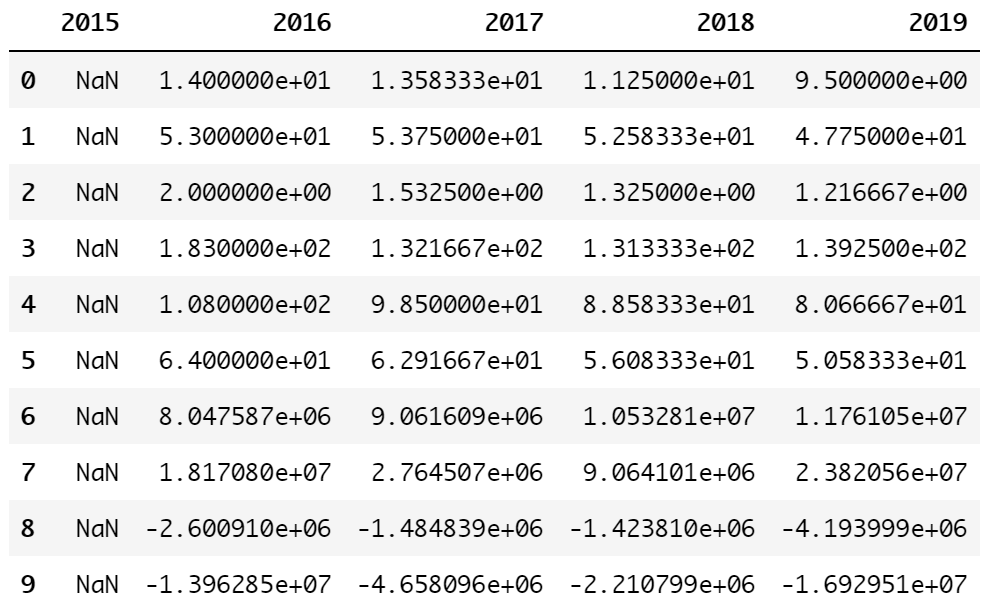 2015 2016 2017 2018 2019
0 NaN 1.400000e+01 1.358333e+01 1.125000e+01 9.500000e+00
1 NaN 5.300000e+01 5.375000e+01 5.258333e+01 4.775000e+01
2 NaN 2.000000e+00 1.532500e+00 1.325000e+00 1.216667e+00
3 NaN 1.830000e+02 1.321667e+02 1.313333e+02 1.392500e+02
4 NaN 1.080000e+02 9.850000e+01 8.858333e+01 8.066667e+01
5 NaN 6.400000e+01 6.291667e+01 5.608333e+01 5.058333e+01
6 NaN 8.047587e+06 9.061609e+06 1.053281e+07 1.176105e+07
7 NaN 1.817080e+07 2.764507e+06 9.064101e+06 2.382056e+07
8 NaN -2.600910e+06 -1.484839e+06 -1.423810e+06 -4.193999e+06
9 NaN -1.396285e+07 -4.658096e+06 -2.210799e+06 -1.692951e+07